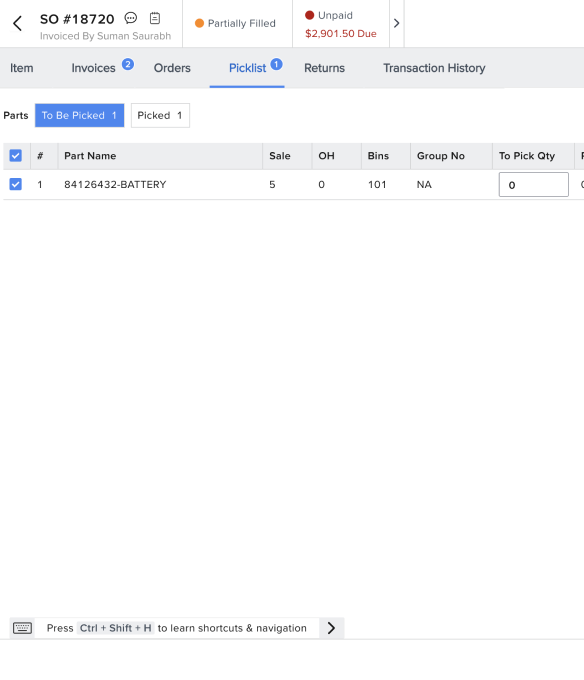 SO #18720
Invoiced By Suman Saurabh
Partially Filled
Unpaid
$2,901.50 Due
Item Invoices 2 Orders Picklist 1 Returns Transaction History
Parts To Be Picked 1 Picked 1
# Part Name Sale OH Bins Group No To Pick Qty
1 84126432-BATTERY 5 0 101 NA 0
Press Ctrl + Shift + H to learn shortcuts & navigation